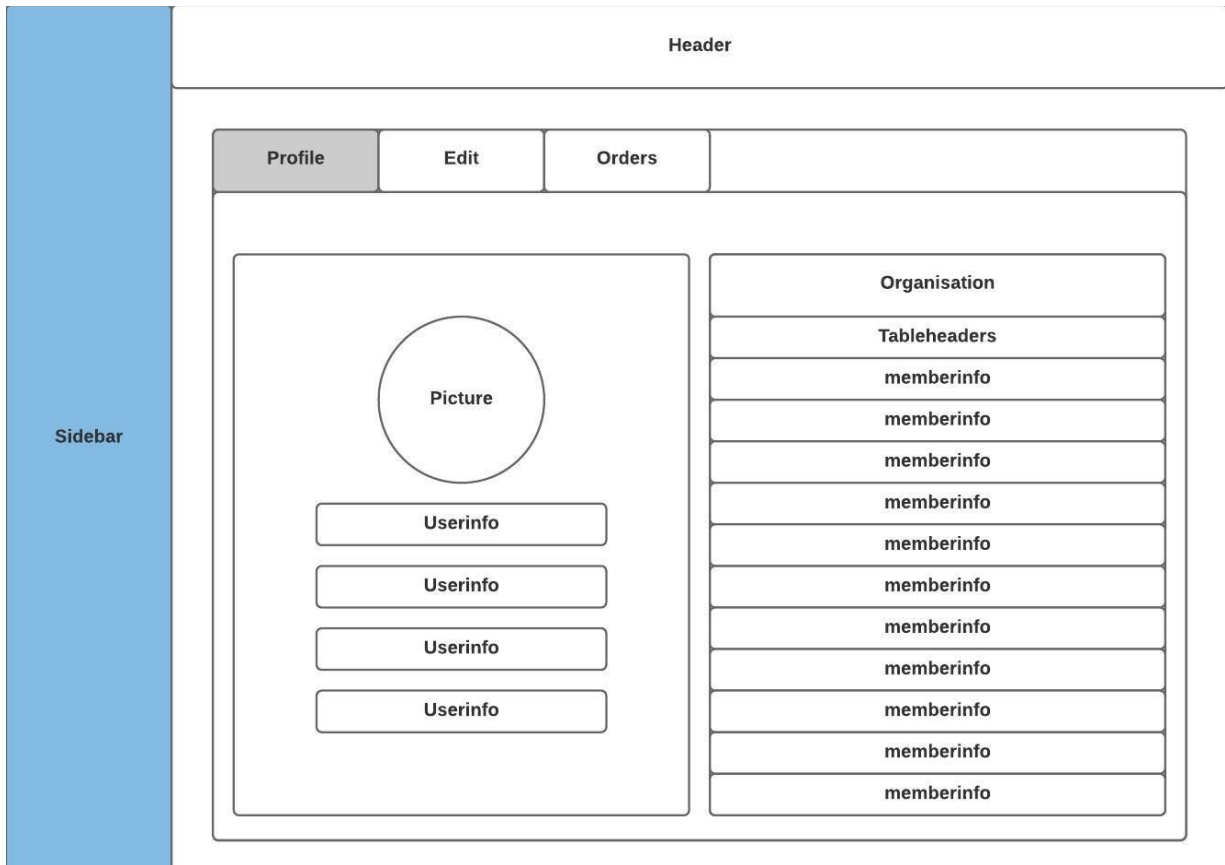 Header
Sidebar
Profile
Edit
Orders
Picture
Userinfo
Userinfo
Userinfo
Userinfo
Organisation
Tableheaders
memberinfo
memberinfo
memberinfo
memberinfo
memberinfo
memberinfo
memberinfo
memberinfo
memberinfo
memberinfo
memberinfo